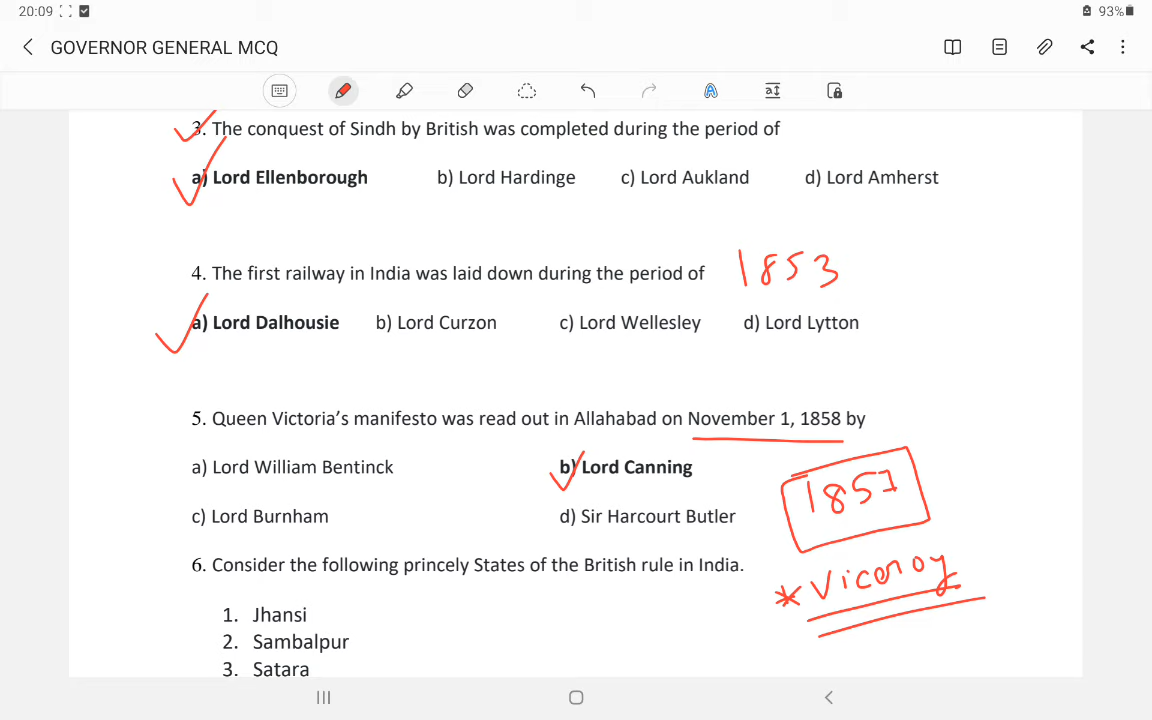 20:09 93%
GOVERNOR GENERAL MCQ
3. The conquest of Sindh by British was completed during the period of
a) Lord Ellenborough b) Lord Hardinge c) Lord Aukland d) Lord Amherst
4. The first railway in India was laid down during the period of 1853
a) Lord Dalhousie b) Lord Curzon c) Lord Wellesley d) Lord Lytton
5. Queen Victoria’s manifesto was read out in Allahabad on November 1, 1858 by
a) Lord William Bentinck b) Lord Canning
1857
c) Lord Burnham d) Sir Harcourt Butler
6. Consider the following princely States of the British rule in India.
*Viceroy
1. Jhansi
2. Sambalpur
3. Satara